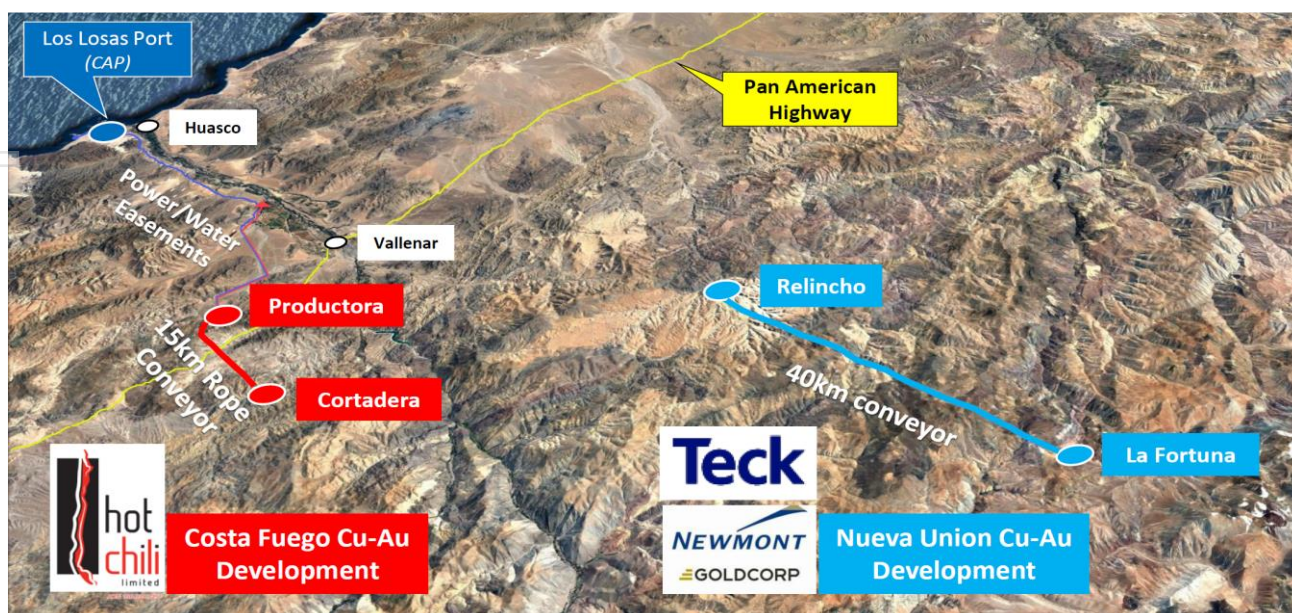 Los Losas Port
(CAP)
Huasco
Pan American
Highway
Power/Water
Easements
Vallenar
Productora
Relincho
15km Rope
Conveyor
Cortadera
40km conveyor
La Fortuna
hot
chili
limited
Costa Fuego Cu-Au
Development
Teck
NEWMONT
GOLDCORP
Nueva Union Cu-Au
Development